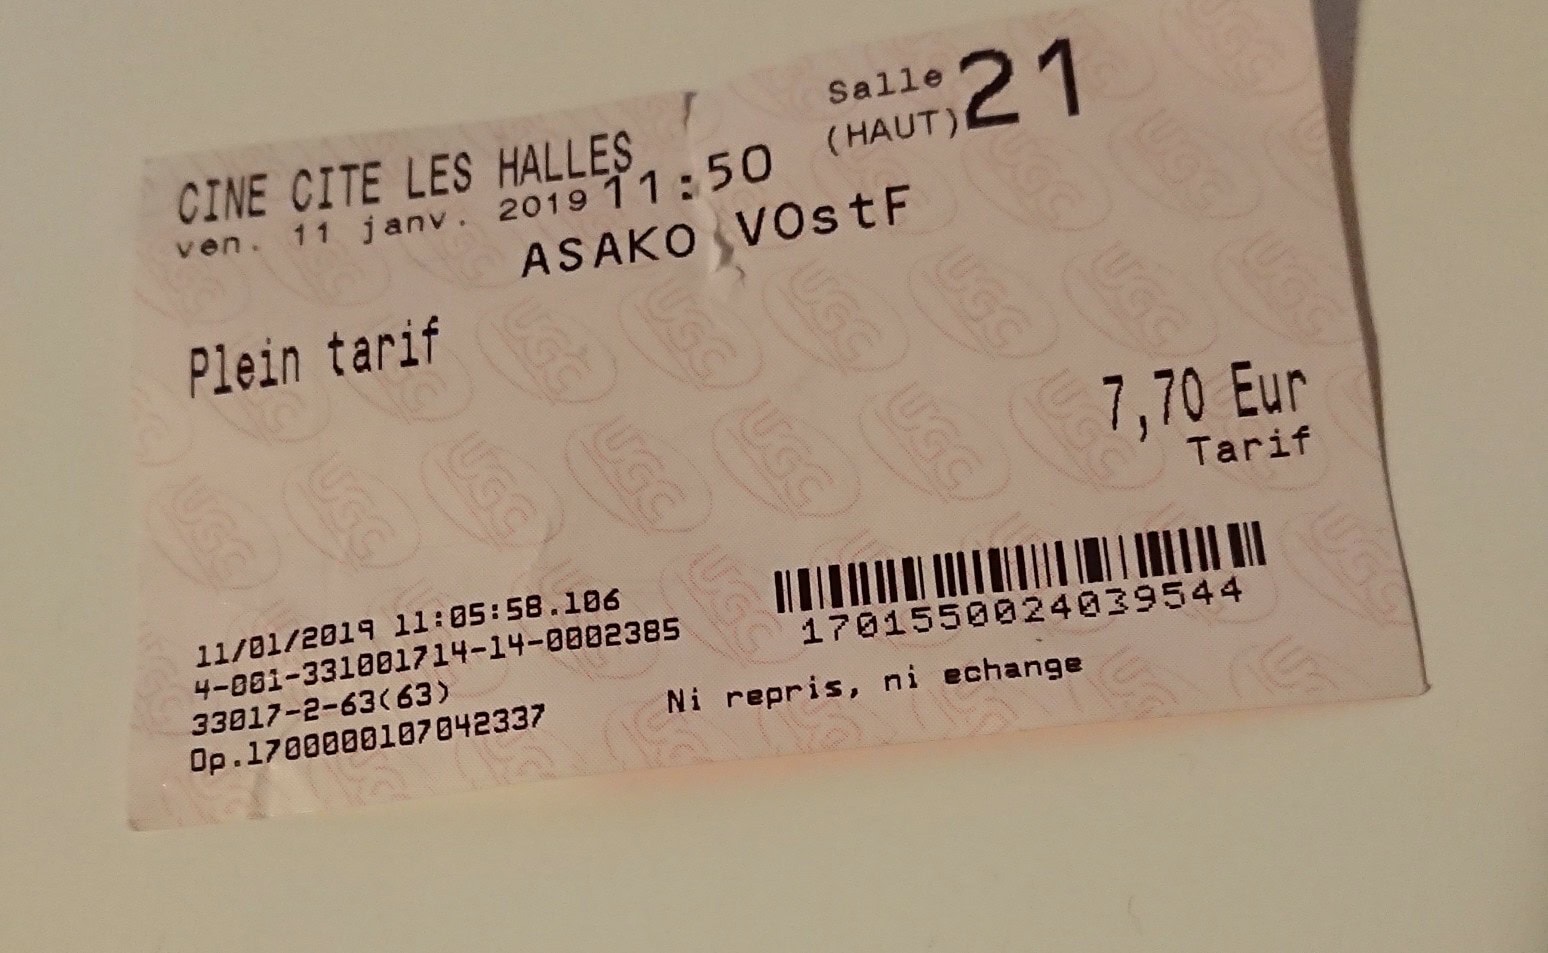 Salle 21
(HAUT)
CINE CITE LES HALLES
ven. 11 janv. 2019 11:50
ASAKO VOstF
Plein tarif
7,70 Eur
Tarif
11/01/2019 11:05:58.106
4-001-331001714-14-0002385
33017-2-63(63)
Op.1700000107042337
1701550024039544
Ni repris, ni echange
UGC